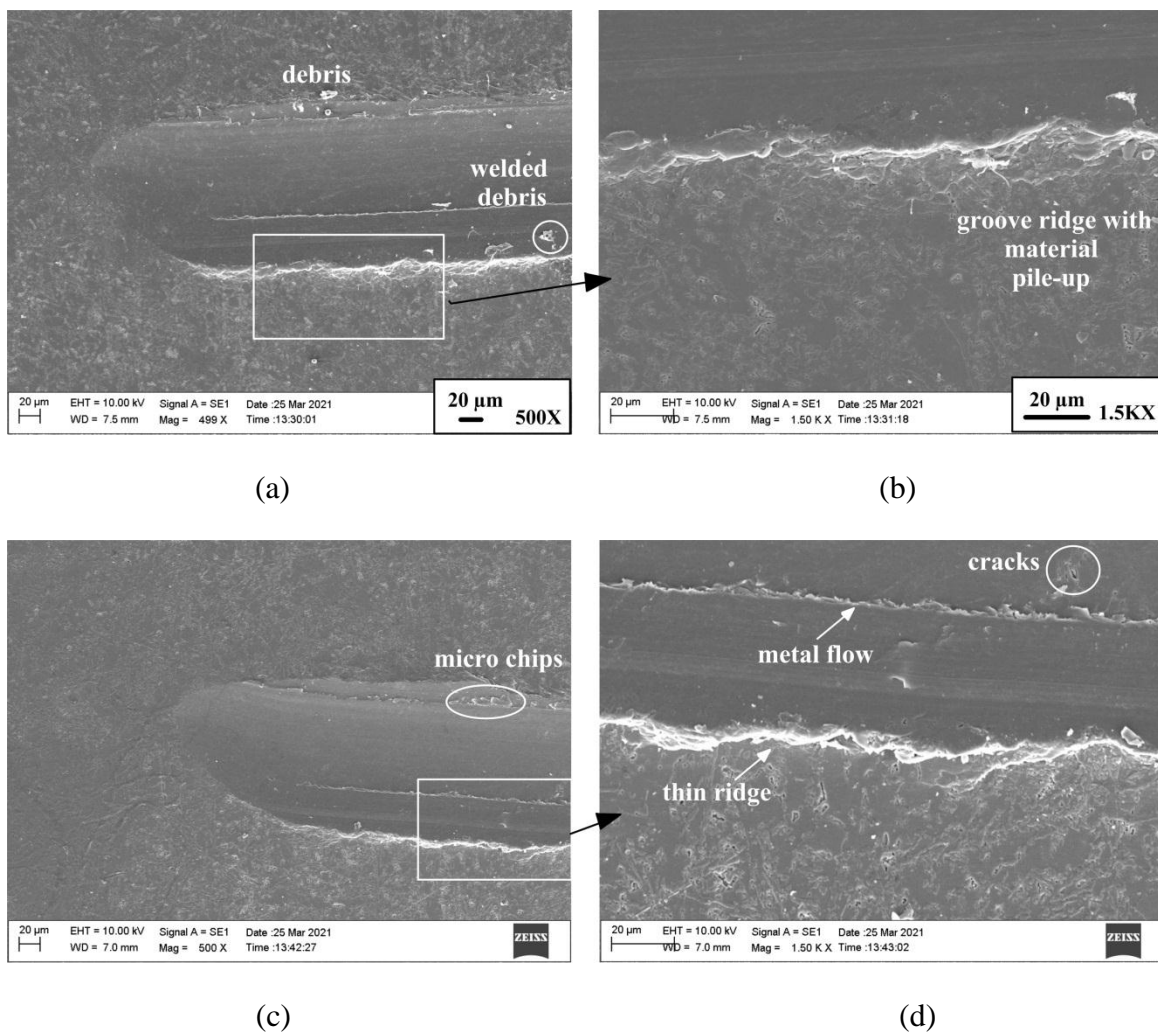 debris
welded
debris
20 µm EHT = 10.00 kV Signal A = SE1 Date :25 Mar 2021
WD = 7.5 mm Mag = 499 X Time :13:30:01
20 µm
500X
groove ridge with
material
pile-up
20 µm EHT = 10.00 kV Signal A = SE1 Date :25 Mar 2021
WD = 7.5 mm Mag = 1.50 K X Time :13:31:18
20 µm
1.5KX
(a)
(b)
micro chips
20 µm EHT = 10.00 kV Signal A = SE1 Date :25 Mar 2021
WD = 7.0 mm Mag = 500 X Time :13:42:27
ZEISS
cracks
metal flow
thin ridge
20 µm EHT = 10.00 kV Signal A = SE1 Date :25 Mar 2021
WD = 7.0 mm Mag = 1.50 K X Time :13:43:02
ZEISS
(c)
(d)